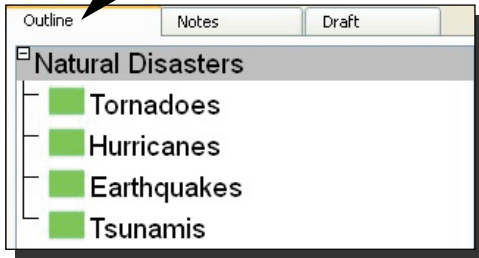 Outline Notes Draft
Natural Disasters
Tornadoes
Hurricanes
Earthquakes
Tsunamis